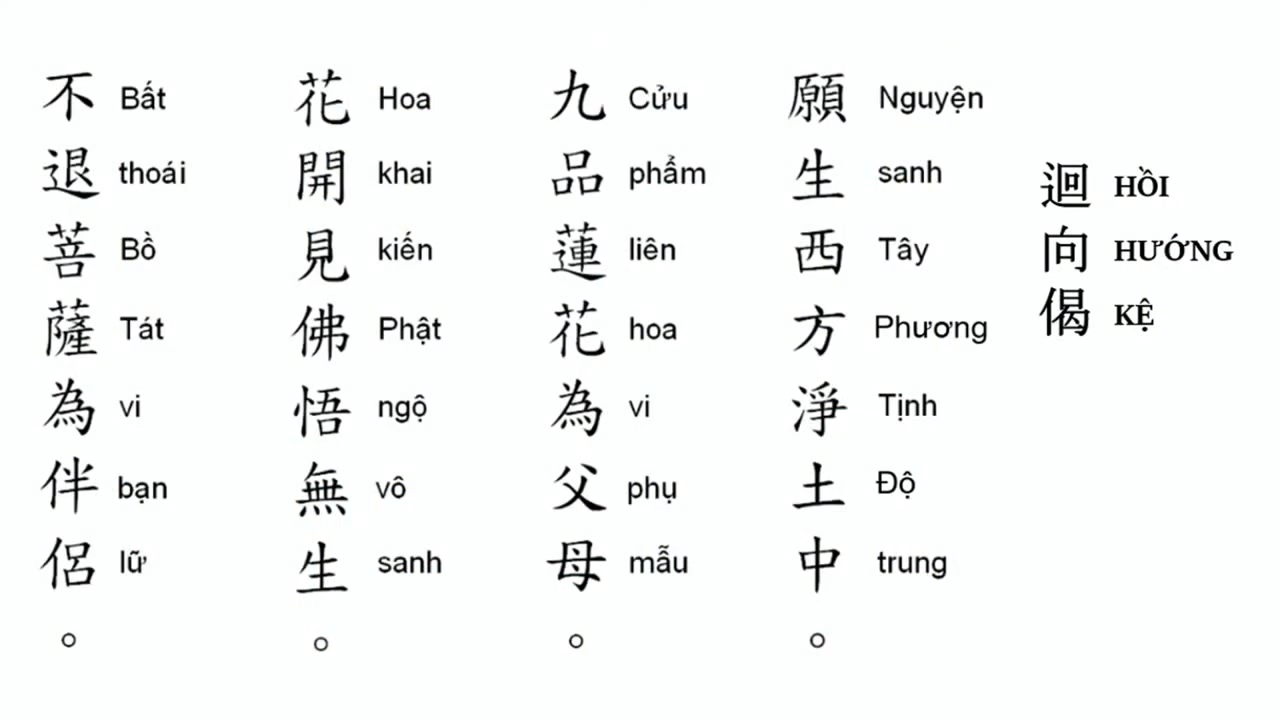 迴 HỒI
向 HƯỚNG
偈 KỆ
願 Nguyện
生 sanh
西 Tây
方 Phương
淨 Tịnh
土 Độ
中 trung
。
九 Cửu
品 phẩm
蓮 liên
花 hoa
為 vi
父 phụ
母 mẫu
。
花 Hoa
開 khai
見 kiến
佛 Phật
悟 ngộ
無 vô
生 sanh
。
不 Bất
退 thoái
菩 Bồ
薩 Tát
為 vi
伴 bạn
侶 lữ
。